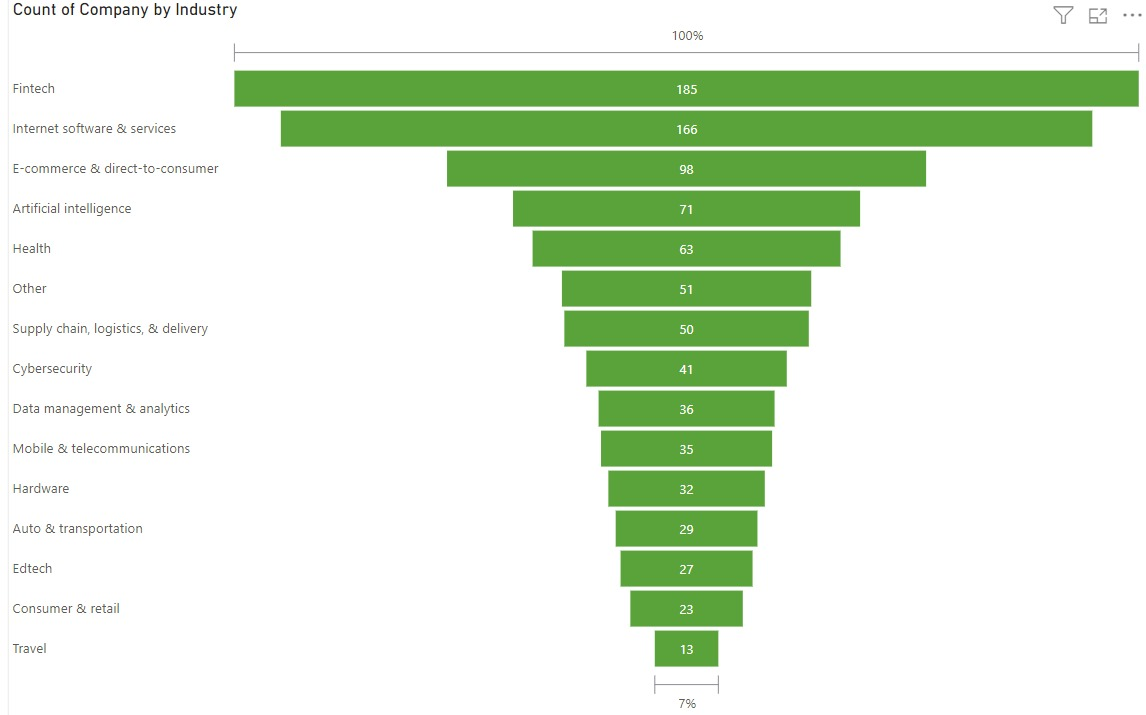 Count of Company by Industry
100%
Fintech 185
Internet software & services 166
E-commerce & direct-to-consumer 98
Artificial intelligence 71
Health 63
Other 51
Supply chain, logistics, & delivery 50
Cybersecurity 41
Data management & analytics 36
Mobile & telecommunications 35
Hardware 32
Auto & transportation 29
Edtech 27
Consumer & retail 23
Travel 13
7%